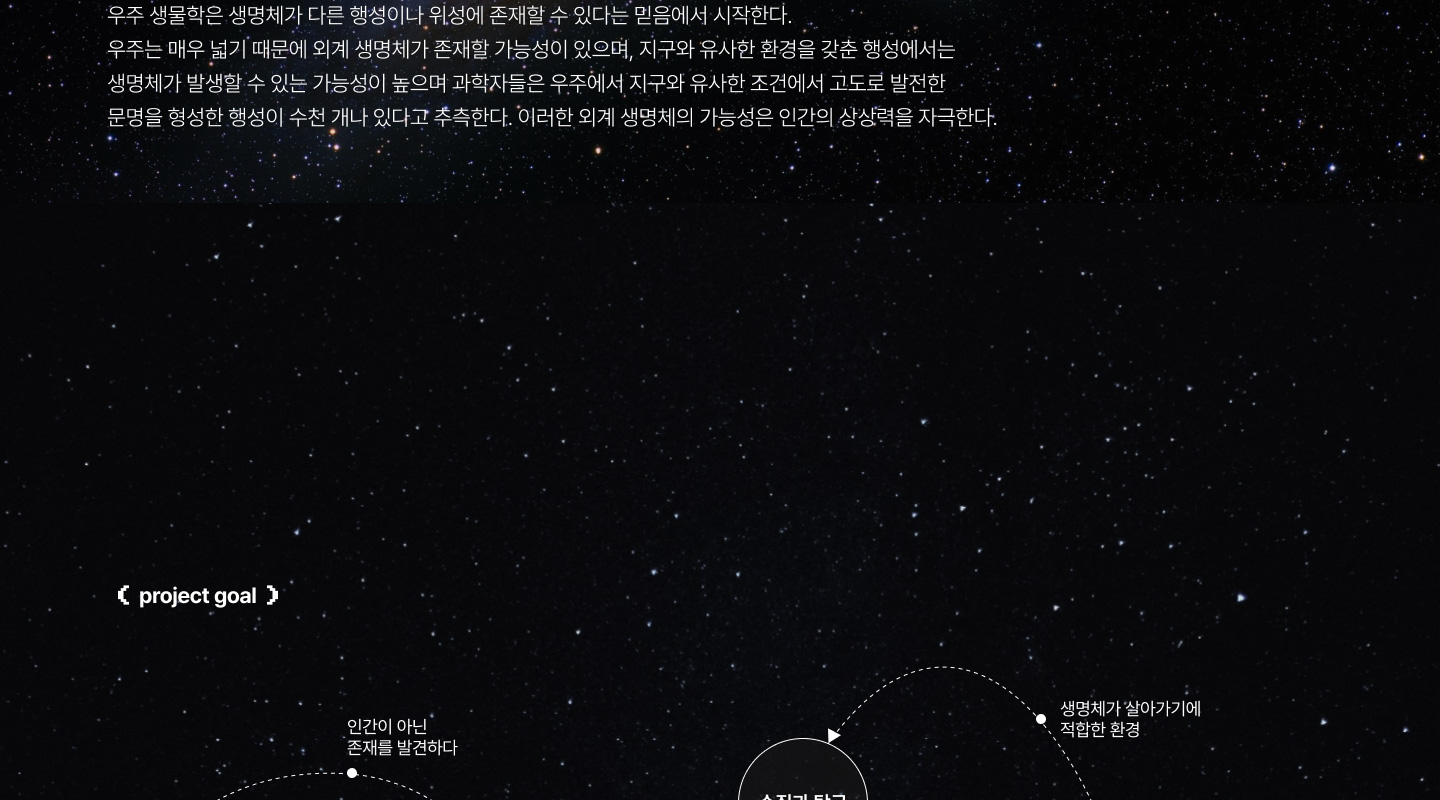 우주 생물학은 생명체가 다른 행성이나 위성에 존재할 수 있다는 믿음에서 시작한다.
우주는 매우 넓기 때문에 외계 생명체가 존재할 가능성이 있으며, 지구와 유사한 환경을 갖춘 행성에서는
생명체가 발생할 수 있는 가능성이 높으며 과학자들은 우주에서 지구와 유사한 조건에서 고도로 발전한
문명을 형성한 행성이 수천 개나 있다고 추측한다. 이러한 외계 생명체의 가능성은 인간의 상상력을 자극한다.
( project goal )
생명체가 살아가기에
적합한 환경
인간이 아닌
존재를 발견하다